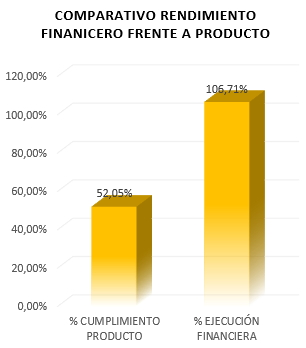 COMPARATIVO RENDIMIENTO
FINANICERO FRENTE A PRODUCTO
120,00%
100,00%
80,00%
60,00%
40,00%
20,00%
0,00%
52,05%
106,71%
% CUMPLIMIENTO
PRODUCTO
% EJECUCIÓN
FINANCIERA